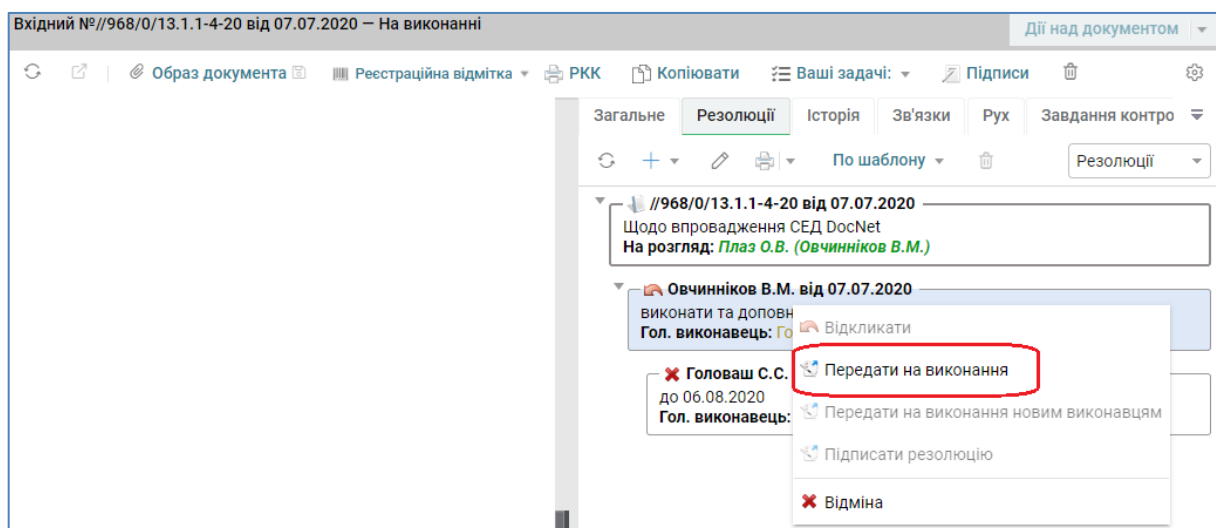 Вхідний №//968/0/13.1.1-4-20 від 07.07.2020 — На виконанні
Дії над документом
Образ документа Реєстраційна відмітка РКК Копіювати Ваші задачі: Підписи
Загальне Резолюції Історія Зв'язки Рух Завдання контро
По шаблону Резолюції
//968/0/13.1.1-4-20 від 07.07.2020
Щодо впровадження СЕД DocNet
На розгляд: Плаз О.В. (Овчинніков В.М.)
Овчинніков В.М. від 07.07.2020
виконати та доповн
Гол. виконавець: Го
Відкликати
Передати на виконання
Головаш С.С.
до 06.08.2020
Гол. виконавець:
Передати на виконання новим виконавцям
Підписати резолюцію
Відміна